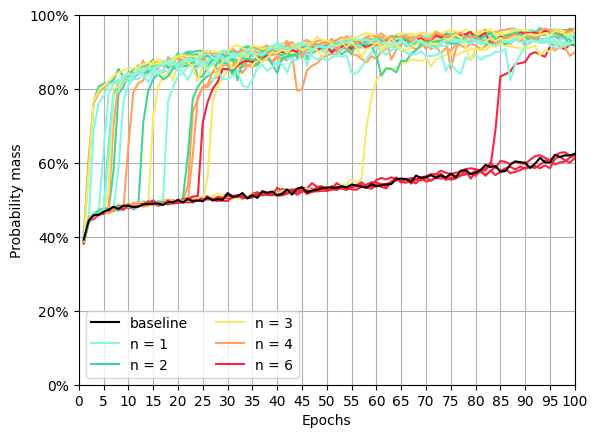 100%
80%
60%
40%
20%
0%
Probability mass
baseline
n = 1
n = 2
n = 3
n = 4
n = 6
0 5 10 15 20 25 30 35 40 45 50 55 60 65 70 75 80 85 90 95 100
Epochs